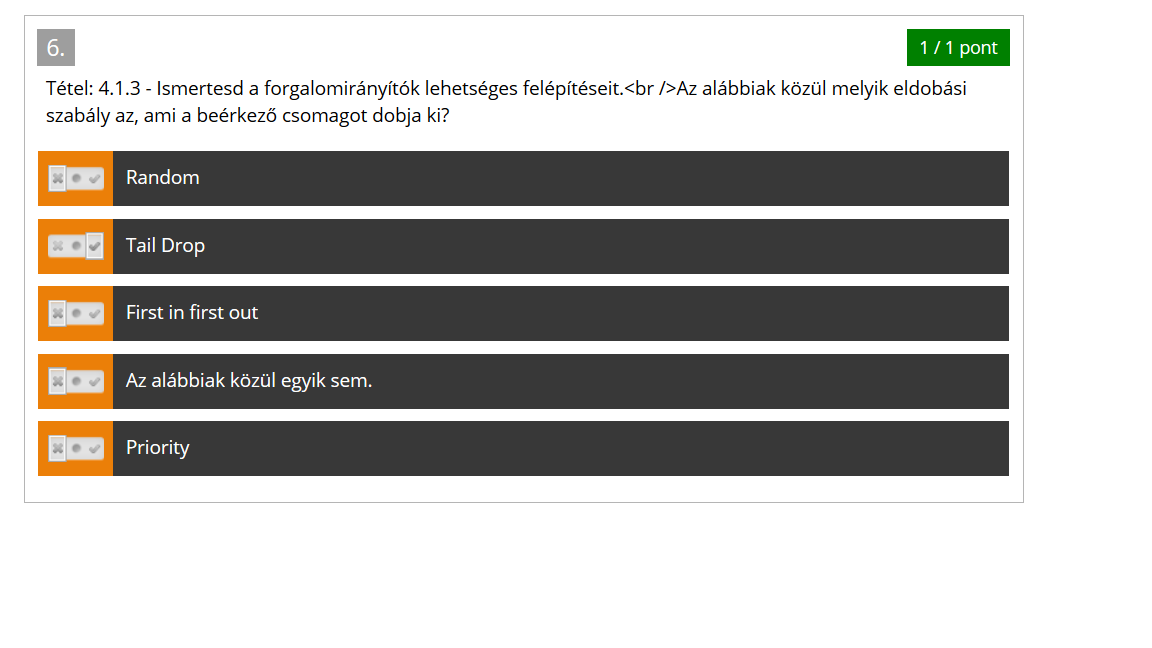 6.
1 / 1 pont
Tétel: 4.1.3 - Ismertesd a forgalomirányítók lehetséges felépítéseit.<br />Az alábbiak közül melyik eldobási
szabály az, ami a beérkező csomagot dobja ki?
Random
Tail Drop
First in first out
Az alábbiak közül egyik sem.
Priority